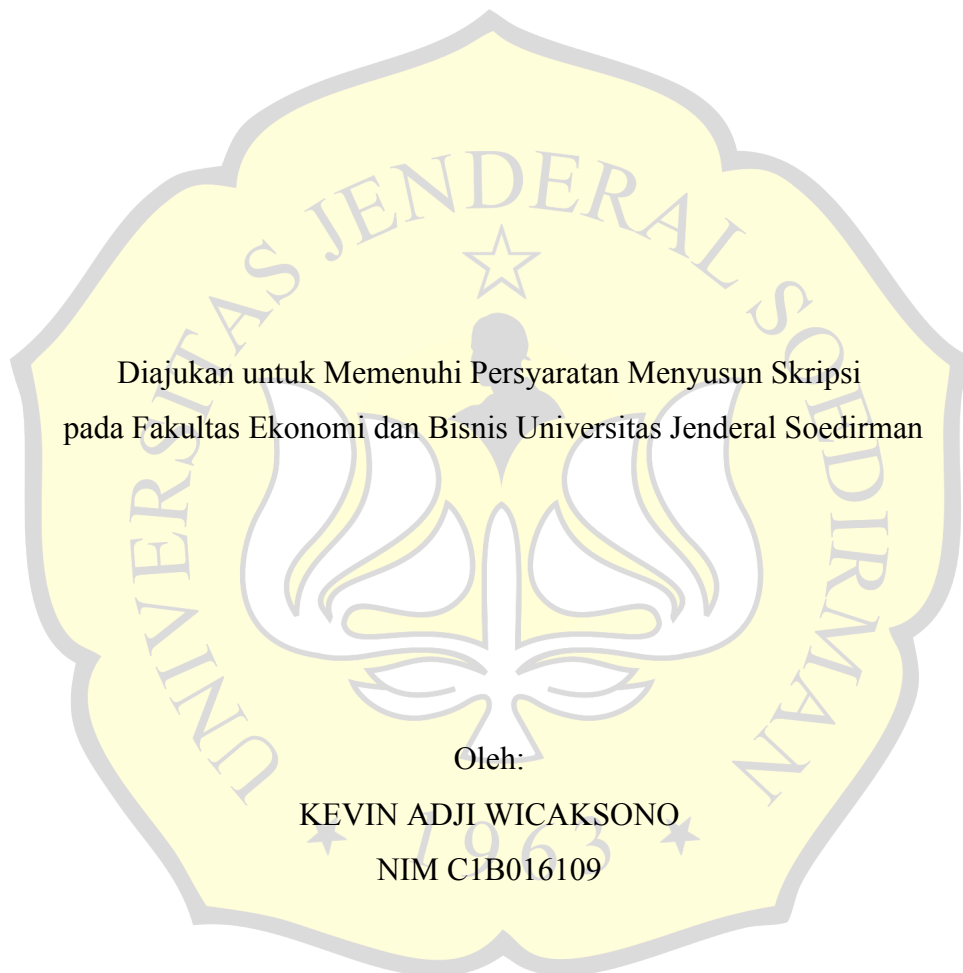 UNIVERSITAS JENDERAL SOEDIRMAN
Diajukan untuk Memenuhi Persyaratan Menyusun Skripsi
pada Fakultas Ekonomi dan Bisnis Universitas Jenderal Soedirman
Oleh:
KEVIN ADJI WICAKSONO
NIM C1B016109
1963